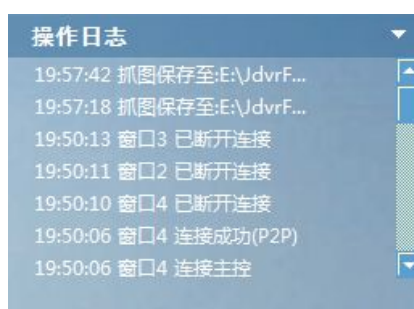 操作日志
19:57:42 抓图保存至:E:\JdvrF...
19:57:18 抓图保存至:E:\JdvrF...
19:50:13 窗口3 已断开连接
19:50:11 窗口2 已断开连接
19:50:10 窗口4 已断开连接
19:50:06 窗口4 连接成功(P2P)
19:50:06 窗口4 连接主控